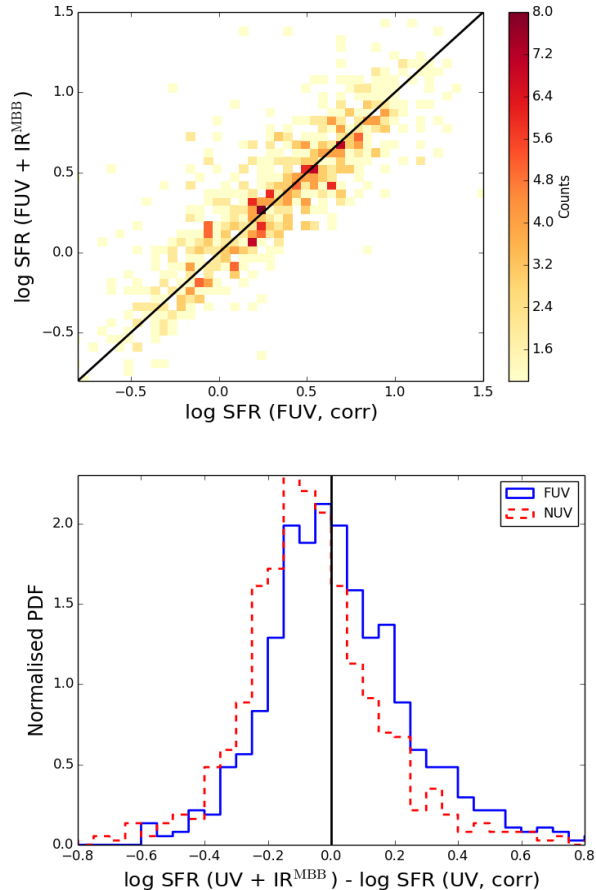 1.5
1.0
0.5
0.0
−0.5
log SFR (FUV + IR^MBB)
−0.5 0.0 0.5 1.0 1.5
log SFR (FUV, corr)
8.0
7.2
6.4
5.6
4.8
4.0
3.2
2.4
1.6
Counts
FUV
NUV
2.0
1.5
1.0
0.5
0.0
Normalised PDF
−0.8 −0.6 −0.4 −0.2 0.0 0.2 0.4 0.6 0.8
log SFR (UV + IR^MBB) - log SFR (UV, corr)